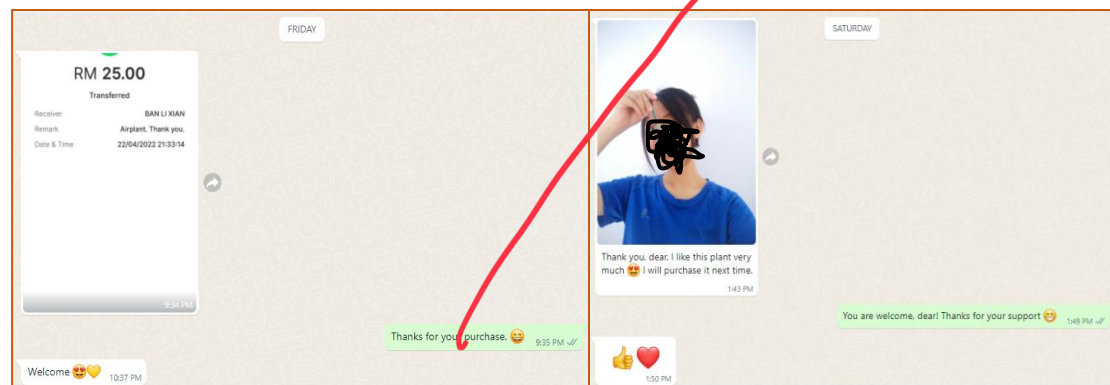 FRIDAY
RM 25.00
Transferred
Receiver BAN LI XIAN
Remark Airplant. Thank you.
Date & Time 22/04/2022 21:33:14
9:34 PM
Thanks for your purchase. 😄 9:35 PM
Welcome 😍💛 10:37 PM
SATURDAY
Thank you, dear. I like this plant very
much 😍 I will purchase it next time.
1:43 PM
You are welcome, dear! Thanks for your support 😁 1:49 PM
👍❤️
1:50 PM